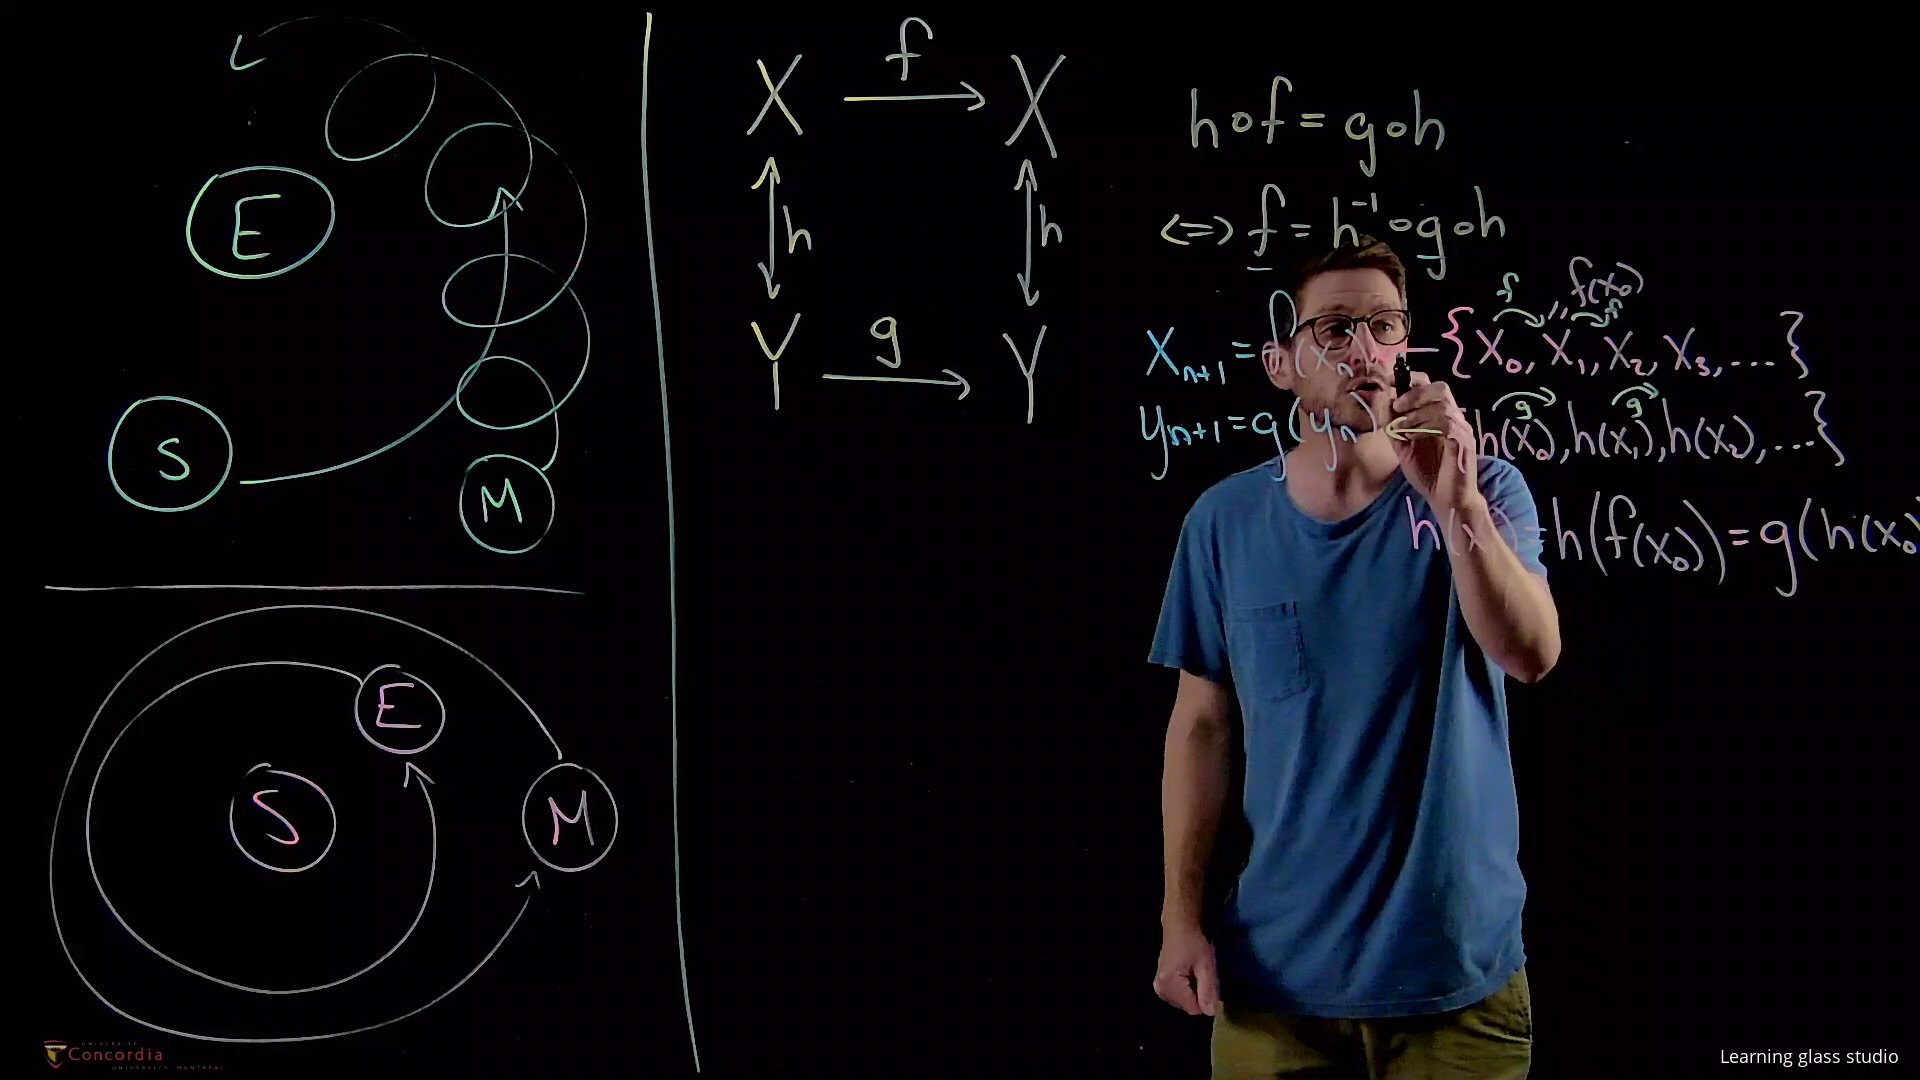 E
S
M
E
S
M
X f X
h h
Y g Y
h∘f = g∘h
<=> f = h⁻¹∘g∘h
f f(x₀)
f
Xₙ₊₁ = f(xₙ) {X₀, X₁, X₂, X₃, ....}
g g
yₙ₊₁ = g(yₙ) {h(x₀), h(x₁), h(x₂), ...}
h(x₁) = h(f(x₀)) = g(h(x₀
Concordia
Learning glass studio